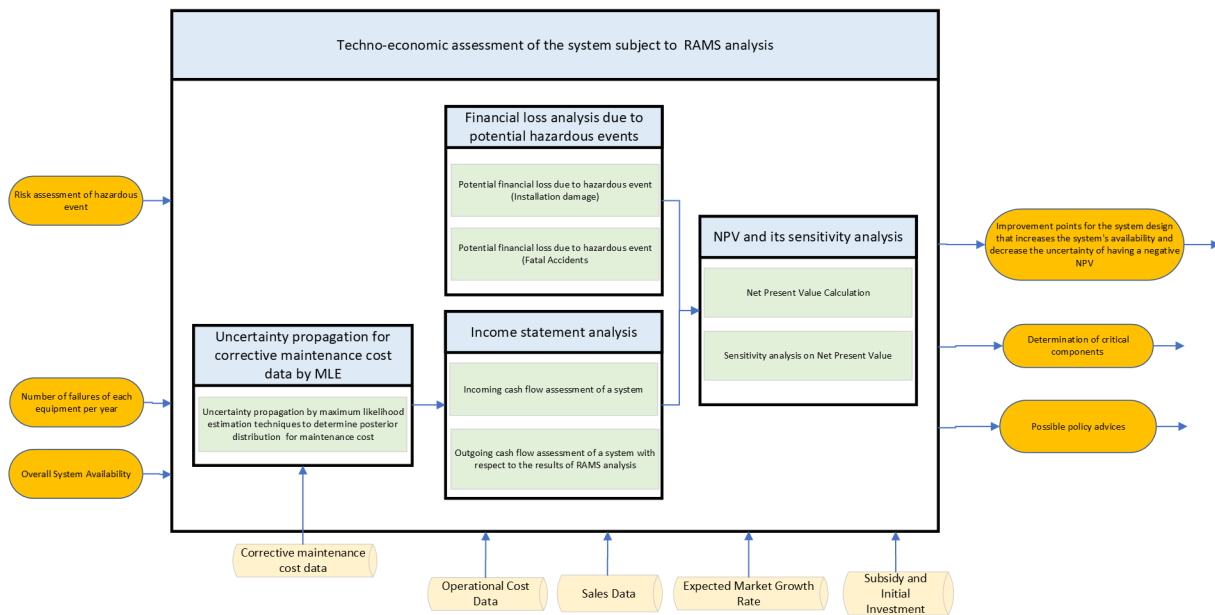 Techno-economic assessment of the system subject to  RAMS analysis
Financial loss analysis due to
potential hazardous events
Potential financial loss due to hazardous event
(Installation damage)
Potential financial loss due to hazardous event
(Fatal Accidents
Risk assessment of hazardous
event
NPV and its sensitivity analysis
Net Present Value Calculation
Sensitivity analysis on Net Present Value
Improvement points for the system design
that increases the system's availability and
decrease the uncertainty of having a negative
NPV
Uncertainty propagation for
corrective maintenance cost
data by MLE
Uncertainty propagation by maximum likelihood
estimation techniques to determine posterior
distribution  for maintenance cost
Income statement analysis
Incoming cash flow assessment of a system
Outgoing cash flow assessment of a system with
respect to the results of RAMS analysis
Determination of critical
components
Number of failures of each
equipment per year
Possible policy advices
Overall System Availability
Corrective maintenance
cost data
Operational Cost
Data
Sales Data
Expected Market Growth
Rate
Subsidy and
Initial
Investment